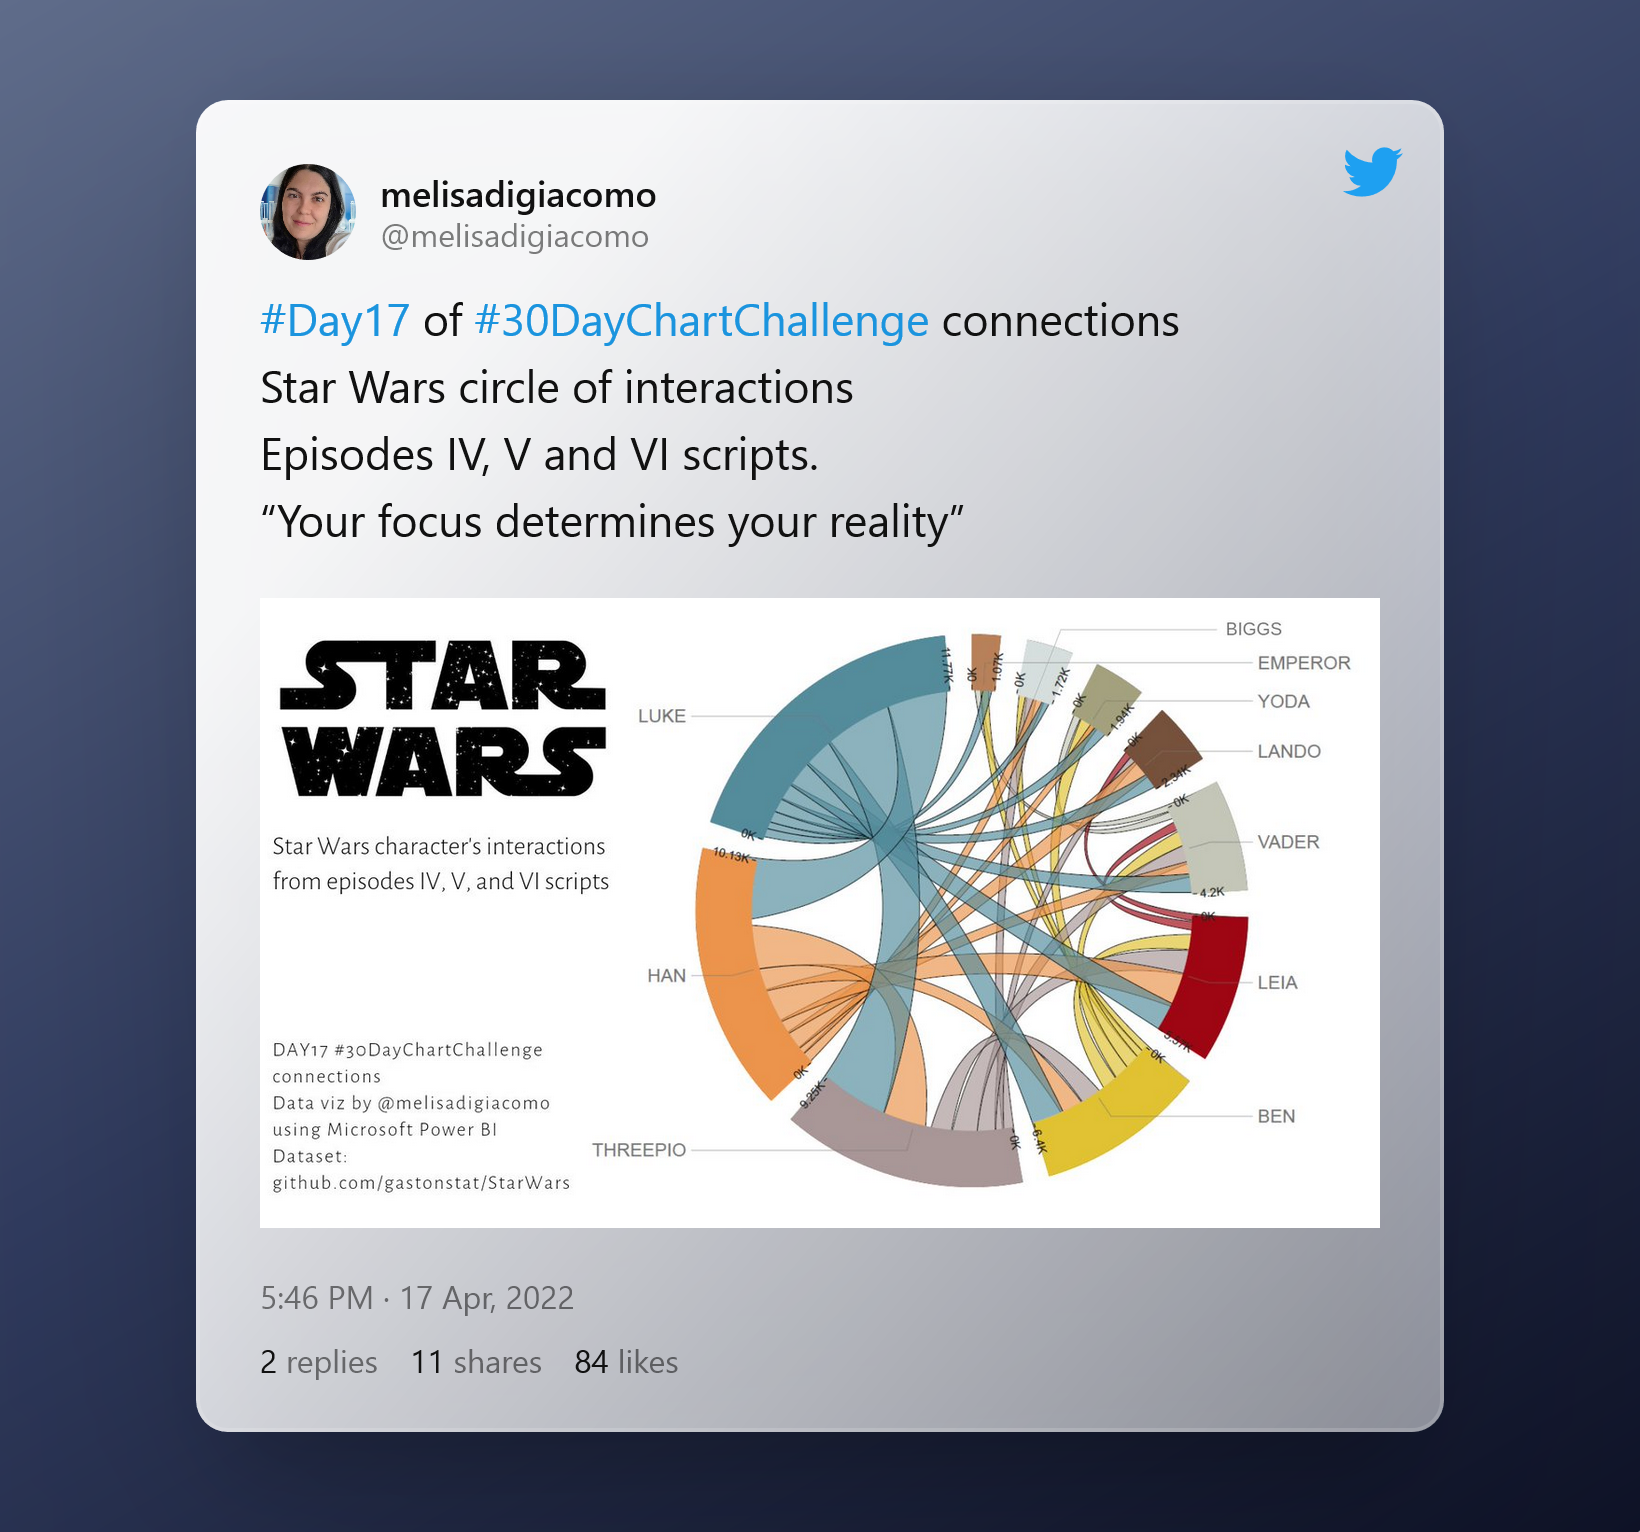 melisadigiacomo
@melisadigiacomo
#Day17 of #30DayChartChallenge connections
Star Wars circle of interactions
Episodes IV, V and VI scripts.
“Your focus determines your reality”
STAR
WARS
Star Wars character's interactions
from episodes IV, V, and VI scripts
DAY17 #30DayChartChallenge
connections
Data viz by @melisadigiacomo
using Microsoft Power BI
Dataset:
github.com/gastonstat/StarWars
LUKE
HAN
THREEPIO
BIGGS
EMPEROR
YODA
LANDO
VADER
LEIA
BEN
0K
11.77K
0K
1.07K
0K
1.72K
0K
1.94K
0K
2.34K
0K
4.2K
0K
0K
6.4K
0K
9.25K
0K
10.13K
5:46 PM · 17 Apr, 2022
2 replies 11 shares 84 likes